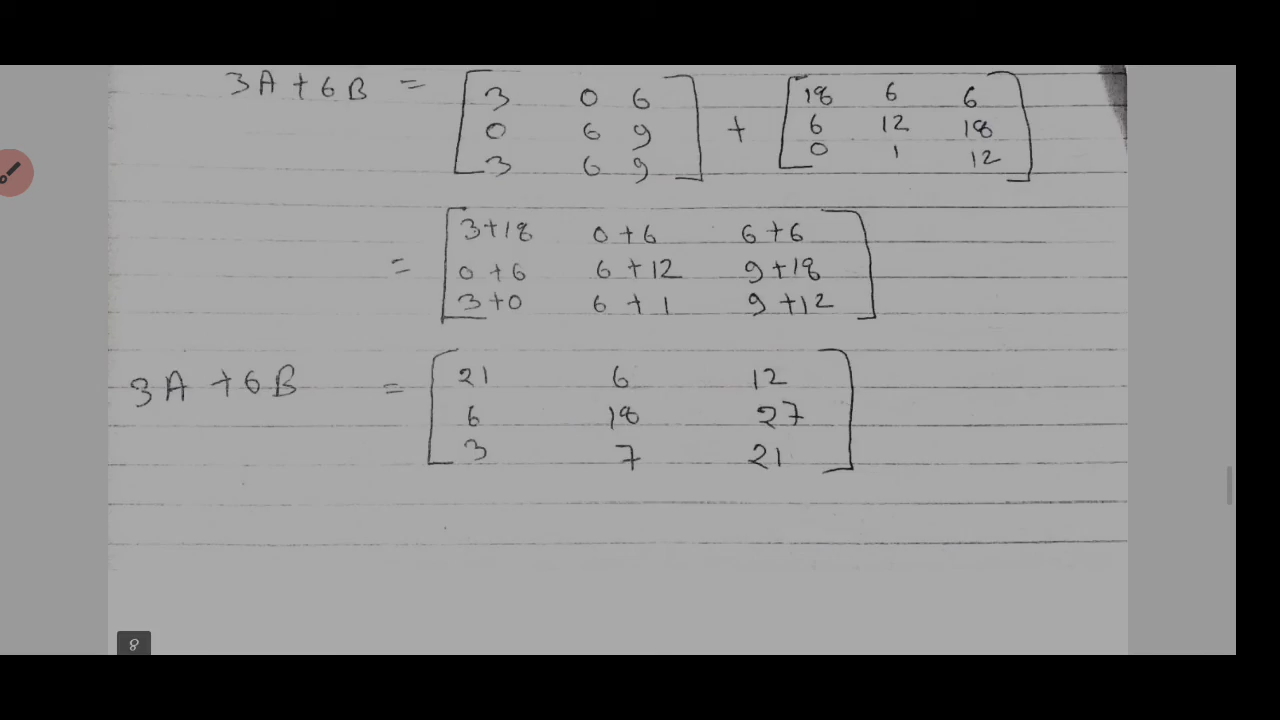 3A + 6B = [ 3 0 6 ] + [ 18 6 6 ]
0 6 9 6 12 18
3 6 9 0 1 12
= [ 3+18 0+6 6+6 ]
0+6 6+12 9+18
3+0 6+1 9+12
3A + 6B = [ 21 6 12 ]
6 18 27
3 7 21
8